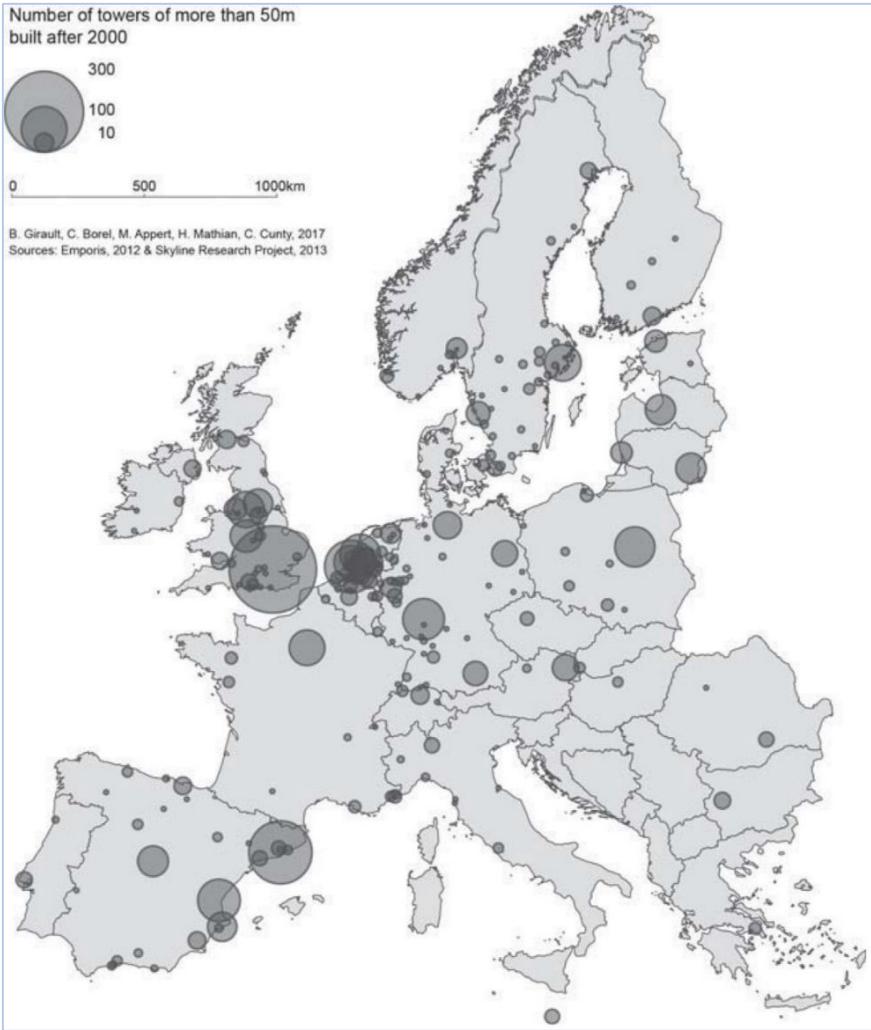 Number of towers of more than 50m
built after 2000
300
100
10
0 500 1000km
B. Girault, C. Borel, M. Appert, H. Mathian, C. Cunty, 2017
Sources: Emporis, 2012 & Skyline Research Project, 2013